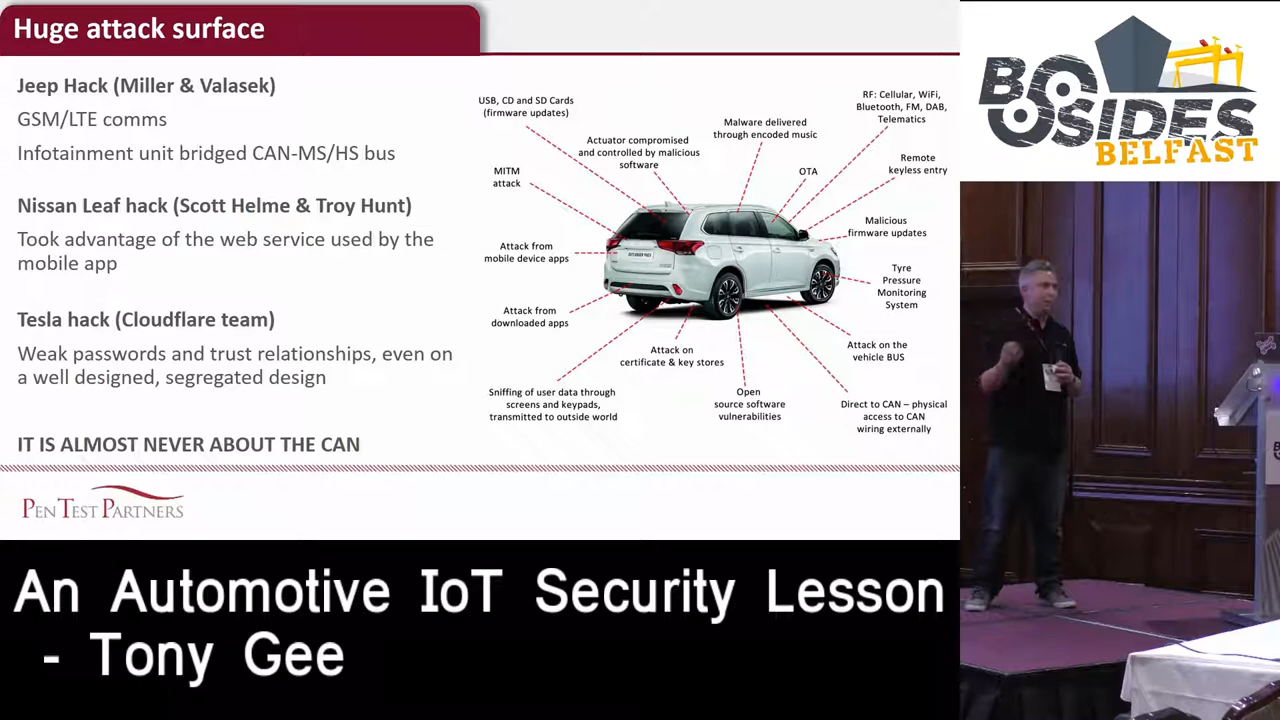 Huge attack surface
Jeep Hack (Miller & Valasek)
GSM/LTE comms
Infotainment unit bridged CAN-MS/HS bus
Nissan Leaf hack (Scott Helme & Troy Hunt)
Took advantage of the web service used by the
mobile app
Tesla hack (Cloudflare team)
Weak passwords and trust relationships, even on
a well designed, segregated design
IT IS ALMOST NEVER ABOUT THE CAN
USB, CD and SD Cards
(firmware updates)
Actuator compromised
and controlled by malicious
software
Malware delivered
through encoded music
RF: Cellular, WiFi,
Bluetooth, FM, DAB,
Telematics
OTA
Remote
keyless entry
MITM
attack
Malicious
firmware updates
Attack from
mobile device apps
Tyre
Pressure
Monitoring
System
Attack from
downloaded apps
Attack on the
vehicle BUS
Attack on
certificate & key stores
Sniffing of user data through
screens and keypads,
transmitted to outside world
Open
source software
vulnerabilities
Direct to CAN – physical
access to CAN
wiring externally
PEN TEST PARTNERS
BSIDES
BELFAST
An Automotive IoT Security Lesson
- Tony Gee